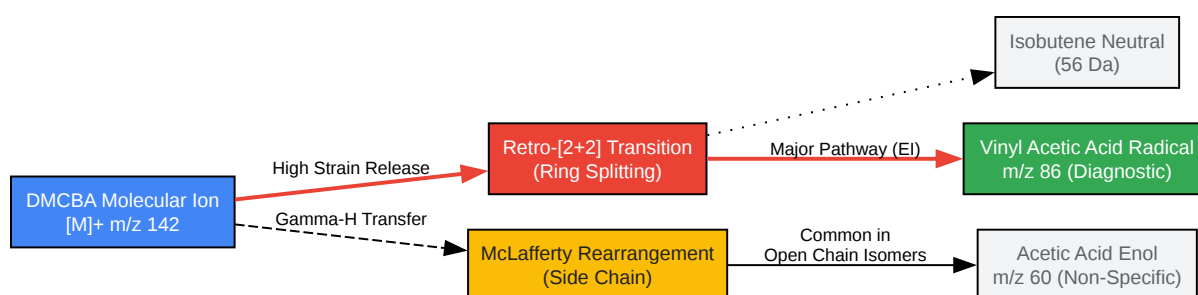 Isobutene Neutral
(56 Da)
Retro-[2+2] Transition
(Ring Splitting)
Major Pathway (EI)
Vinyl Acetic Acid Radical
m/z 86 (Diagnostic)
High Strain Release
DMCBA Molecular Ion
[M]+ m/z 142
Gamma-H Transfer
McLafferty Rearrangement
(Side Chain)
Common in
Open Chain Isomers
Acetic Acid Enol
m/z 60 (Non-Specific)